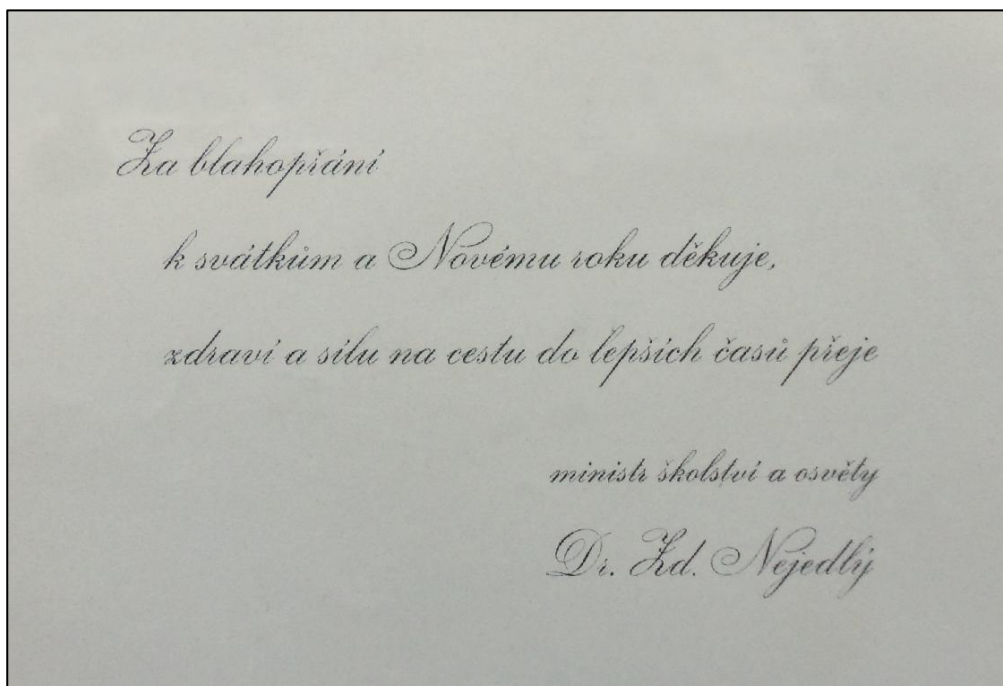 Za blahopřání
k svátkům a Novému roku děkuje,
zdraví a sílu na cestu do lepších časů přeje
ministr školství a osvěty
Dr. Zd. Nejedlý